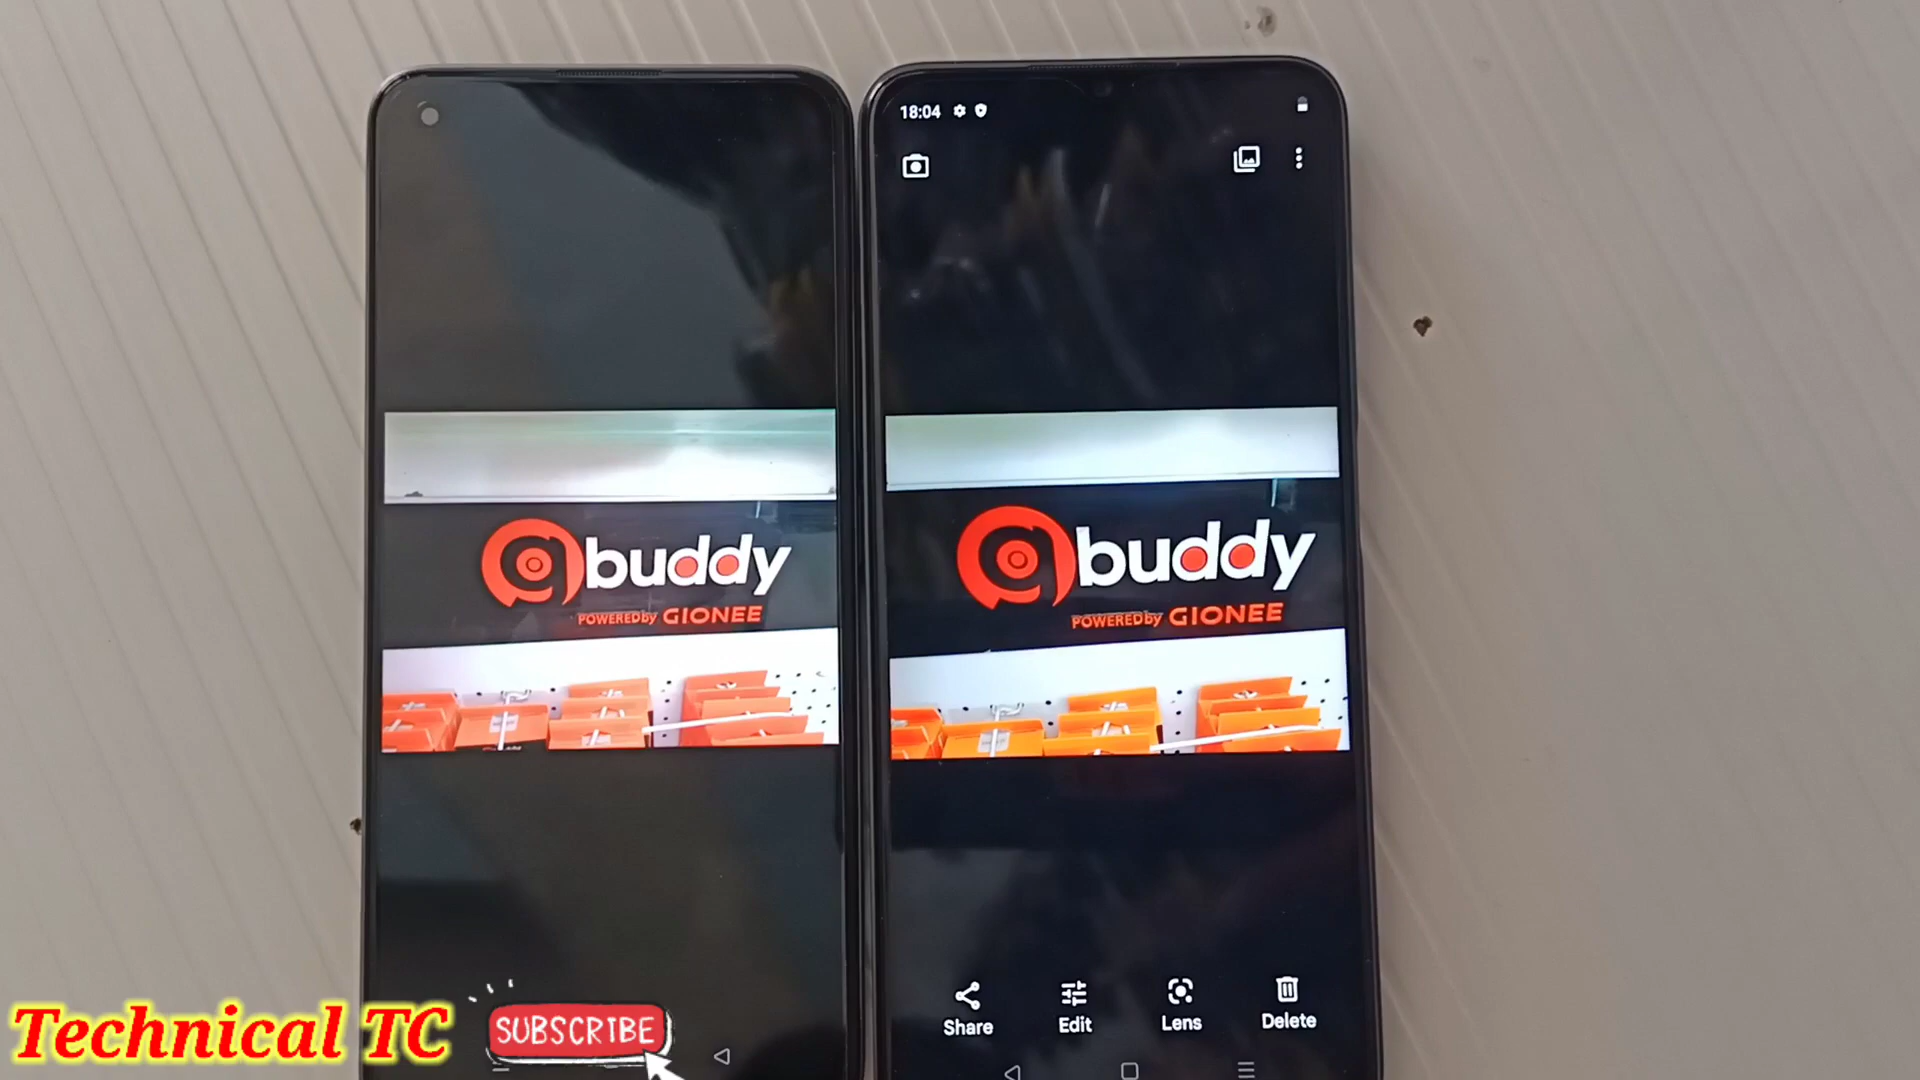 18:04
buddy
POWEREDby GIONEE
buddy
POWEREDby GIONEE
Share
Edit
Lens
Delete
Technical TC
SUBSCRIBE